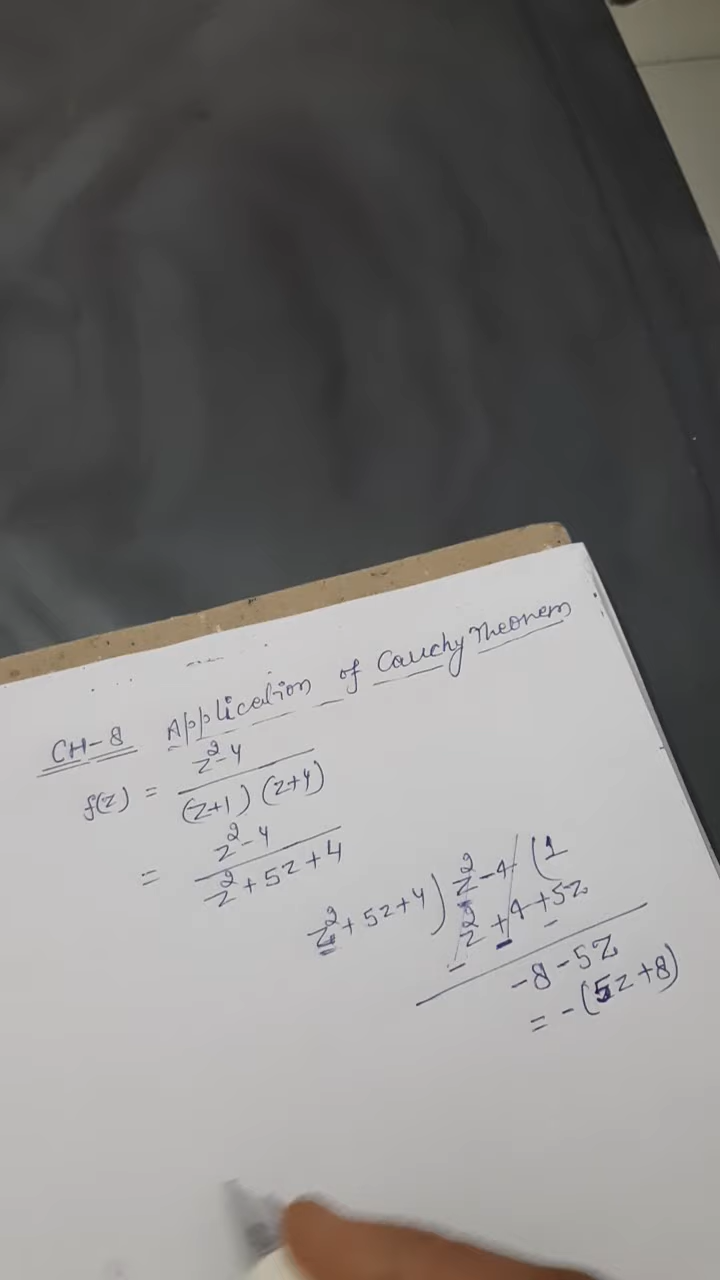 CH-8 Application of Cauchy Theorem
f(z) = z²-4 / (z+1) (z+4)
= z²-4 / z²+5z+4
z²+5z+4 ) z²-4 ( 1
z²+4+5z
- - -
-8-5z
= -(5z+8)